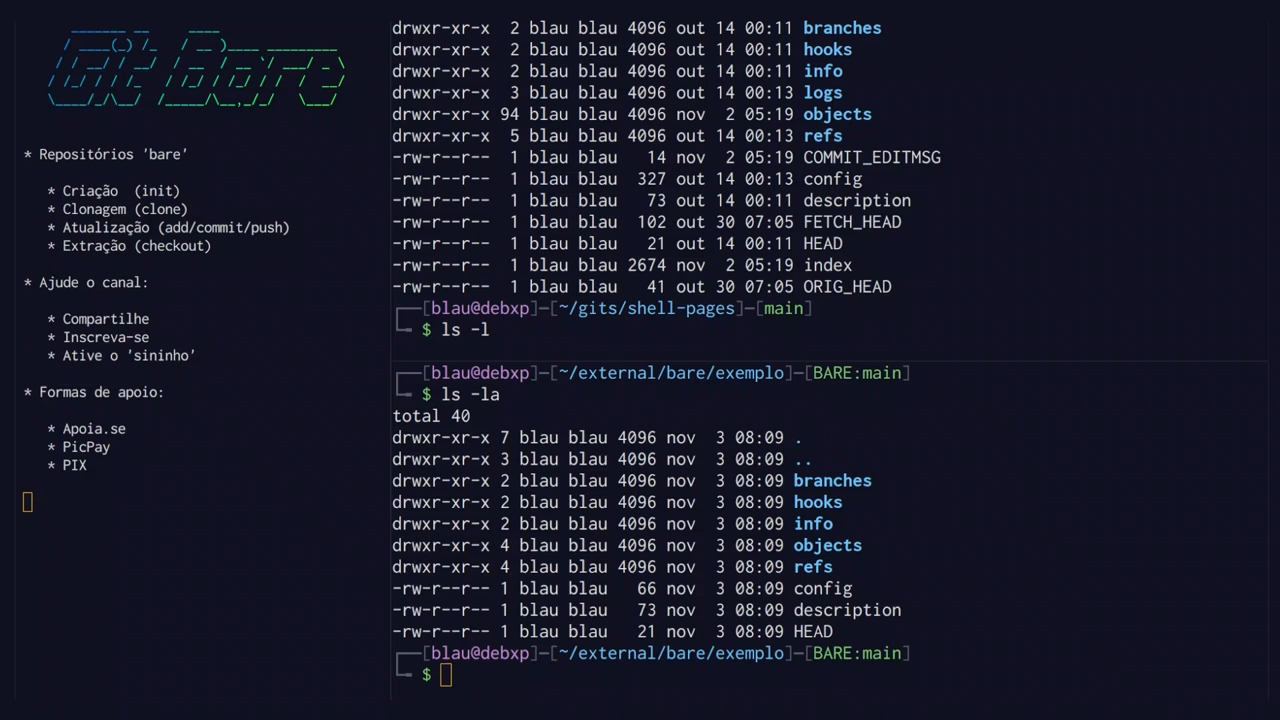 Git bare
* Repositórios 'bare'
* Criação  (init)
* Clonagem (clone)
* Atualização (add/commit/push)
* Extração (checkout)
* Ajude o canal:
* Compartilhe
* Inscreva-se
* Ative o 'sininho'
* Formas de apoio:
* Apoia.se
* PicPay
* PIX
drwxr-xr-x  2 blau blau 4096 out 14 00:11 branches
drwxr-xr-x  2 blau blau 4096 out 14 00:11 hooks
drwxr-xr-x  2 blau blau 4096 out 14 00:11 info
drwxr-xr-x  3 blau blau 4096 out 14 00:13 logs
drwxr-xr-x 94 blau blau 4096 nov  2 05:19 objects
drwxr-xr-x  5 blau blau 4096 out 14 00:13 refs
-rw-r--r--  1 blau blau   14 nov  2 05:19 COMMIT_EDITMSG
-rw-r--r--  1 blau blau  327 out 14 00:13 config
-rw-r--r--  1 blau blau   73 out 14 00:11 description
-rw-r--r--  1 blau blau  102 out 30 07:05 FETCH_HEAD
-rw-r--r--  1 blau blau   21 out 14 00:11 HEAD
-rw-r--r--  1 blau blau 2674 nov  2 05:19 index
-rw-r--r--  1 blau blau   41 out 30 07:05 ORIG_HEAD
┌──[blau@debxp]─[~/gits/shell-pages]─[main]
└─ $ ls -l
┌──[blau@debxp]─[~/external/bare/exemplo]─[BARE:main]
└─ $ ls -la
total 40
drwxr-xr-x 7 blau blau 4096 nov  3 08:09 .
drwxr-xr-x 3 blau blau 4096 nov  3 08:09 ..
drwxr-xr-x 2 blau blau 4096 nov  3 08:09 branches
drwxr-xr-x 2 blau blau 4096 nov  3 08:09 hooks
drwxr-xr-x 2 blau blau 4096 nov  3 08:09 info
drwxr-xr-x 4 blau blau 4096 nov  3 08:09 objects
drwxr-xr-x 4 blau blau 4096 nov  3 08:09 refs
-rw-r--r-- 1 blau blau   66 nov  3 08:09 config
-rw-r--r-- 1 blau blau   73 nov  3 08:09 description
-rw-r--r-- 1 blau blau   21 nov  3 08:09 HEAD
┌──[blau@debxp]─[~/external/bare/exemplo]─[BARE:main]
└─ $